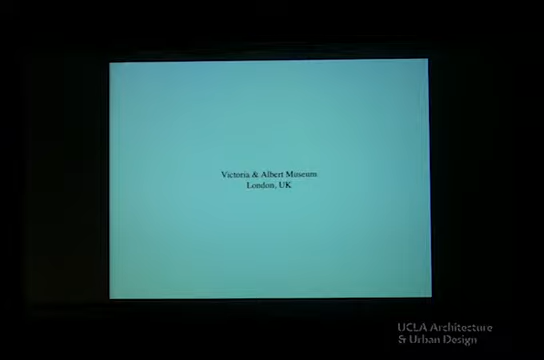 Victoria & Albert Museum
London, UK
UCLA Architecture
& Urban Design